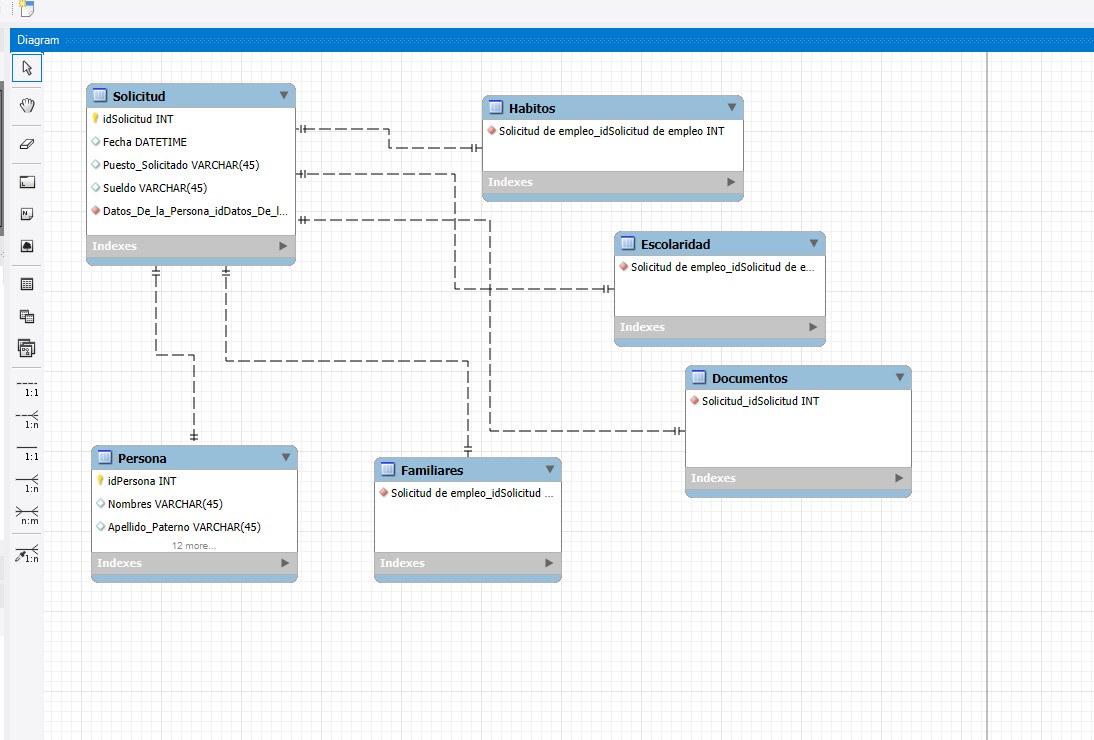 Diagram
Solicitud
idSolicitud INT
Fecha DATETIME
Puesto_Solicitado VARCHAR(45)
Sueldo VARCHAR(45)
Datos_De_la_Persona_idDatos_De_l...
Indexes
Habitos
Solicitud de empleo_idSolicitud de empleo INT
Indexes
Escolaridad
Solicitud de empleo_idSolicitud de e...
Indexes
Documentos
Solicitud_idSolicitud INT
Indexes
Persona
idPersona INT
Nombres VARCHAR(45)
Apellido_Paterno VARCHAR(45)
12 more...
Indexes
Familiares
Solicitud de empleo_idSolicitud ...
Indexes
1:1
1:n
1:1
1:n
n:m
1:n